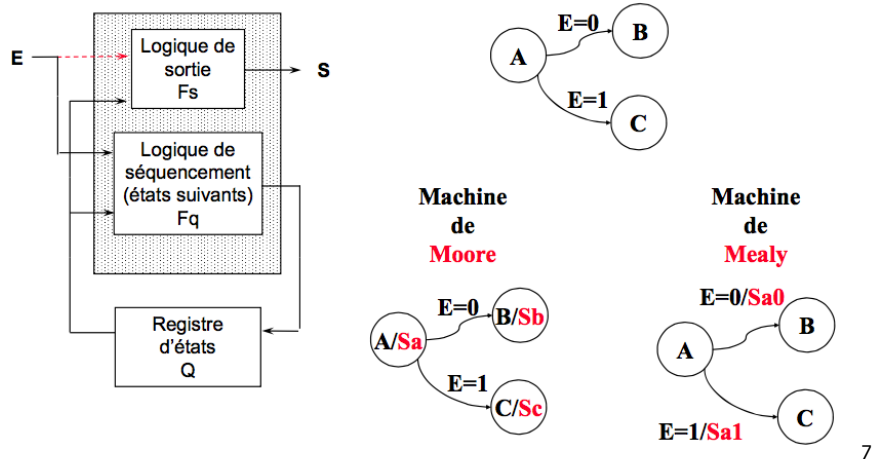 E
Logique de
sortie
Fs
S
Logique de
séquencement
(états suivants)
Fq
Registre
d'états
Q
E=0
B
A
E=1
C
Machine
de
Moore
E=0
B/Sb
A/Sa
E=1
C/Sc
Machine
de
Mealy
E=0/Sa0
B
A
C
E=1/Sa1
7